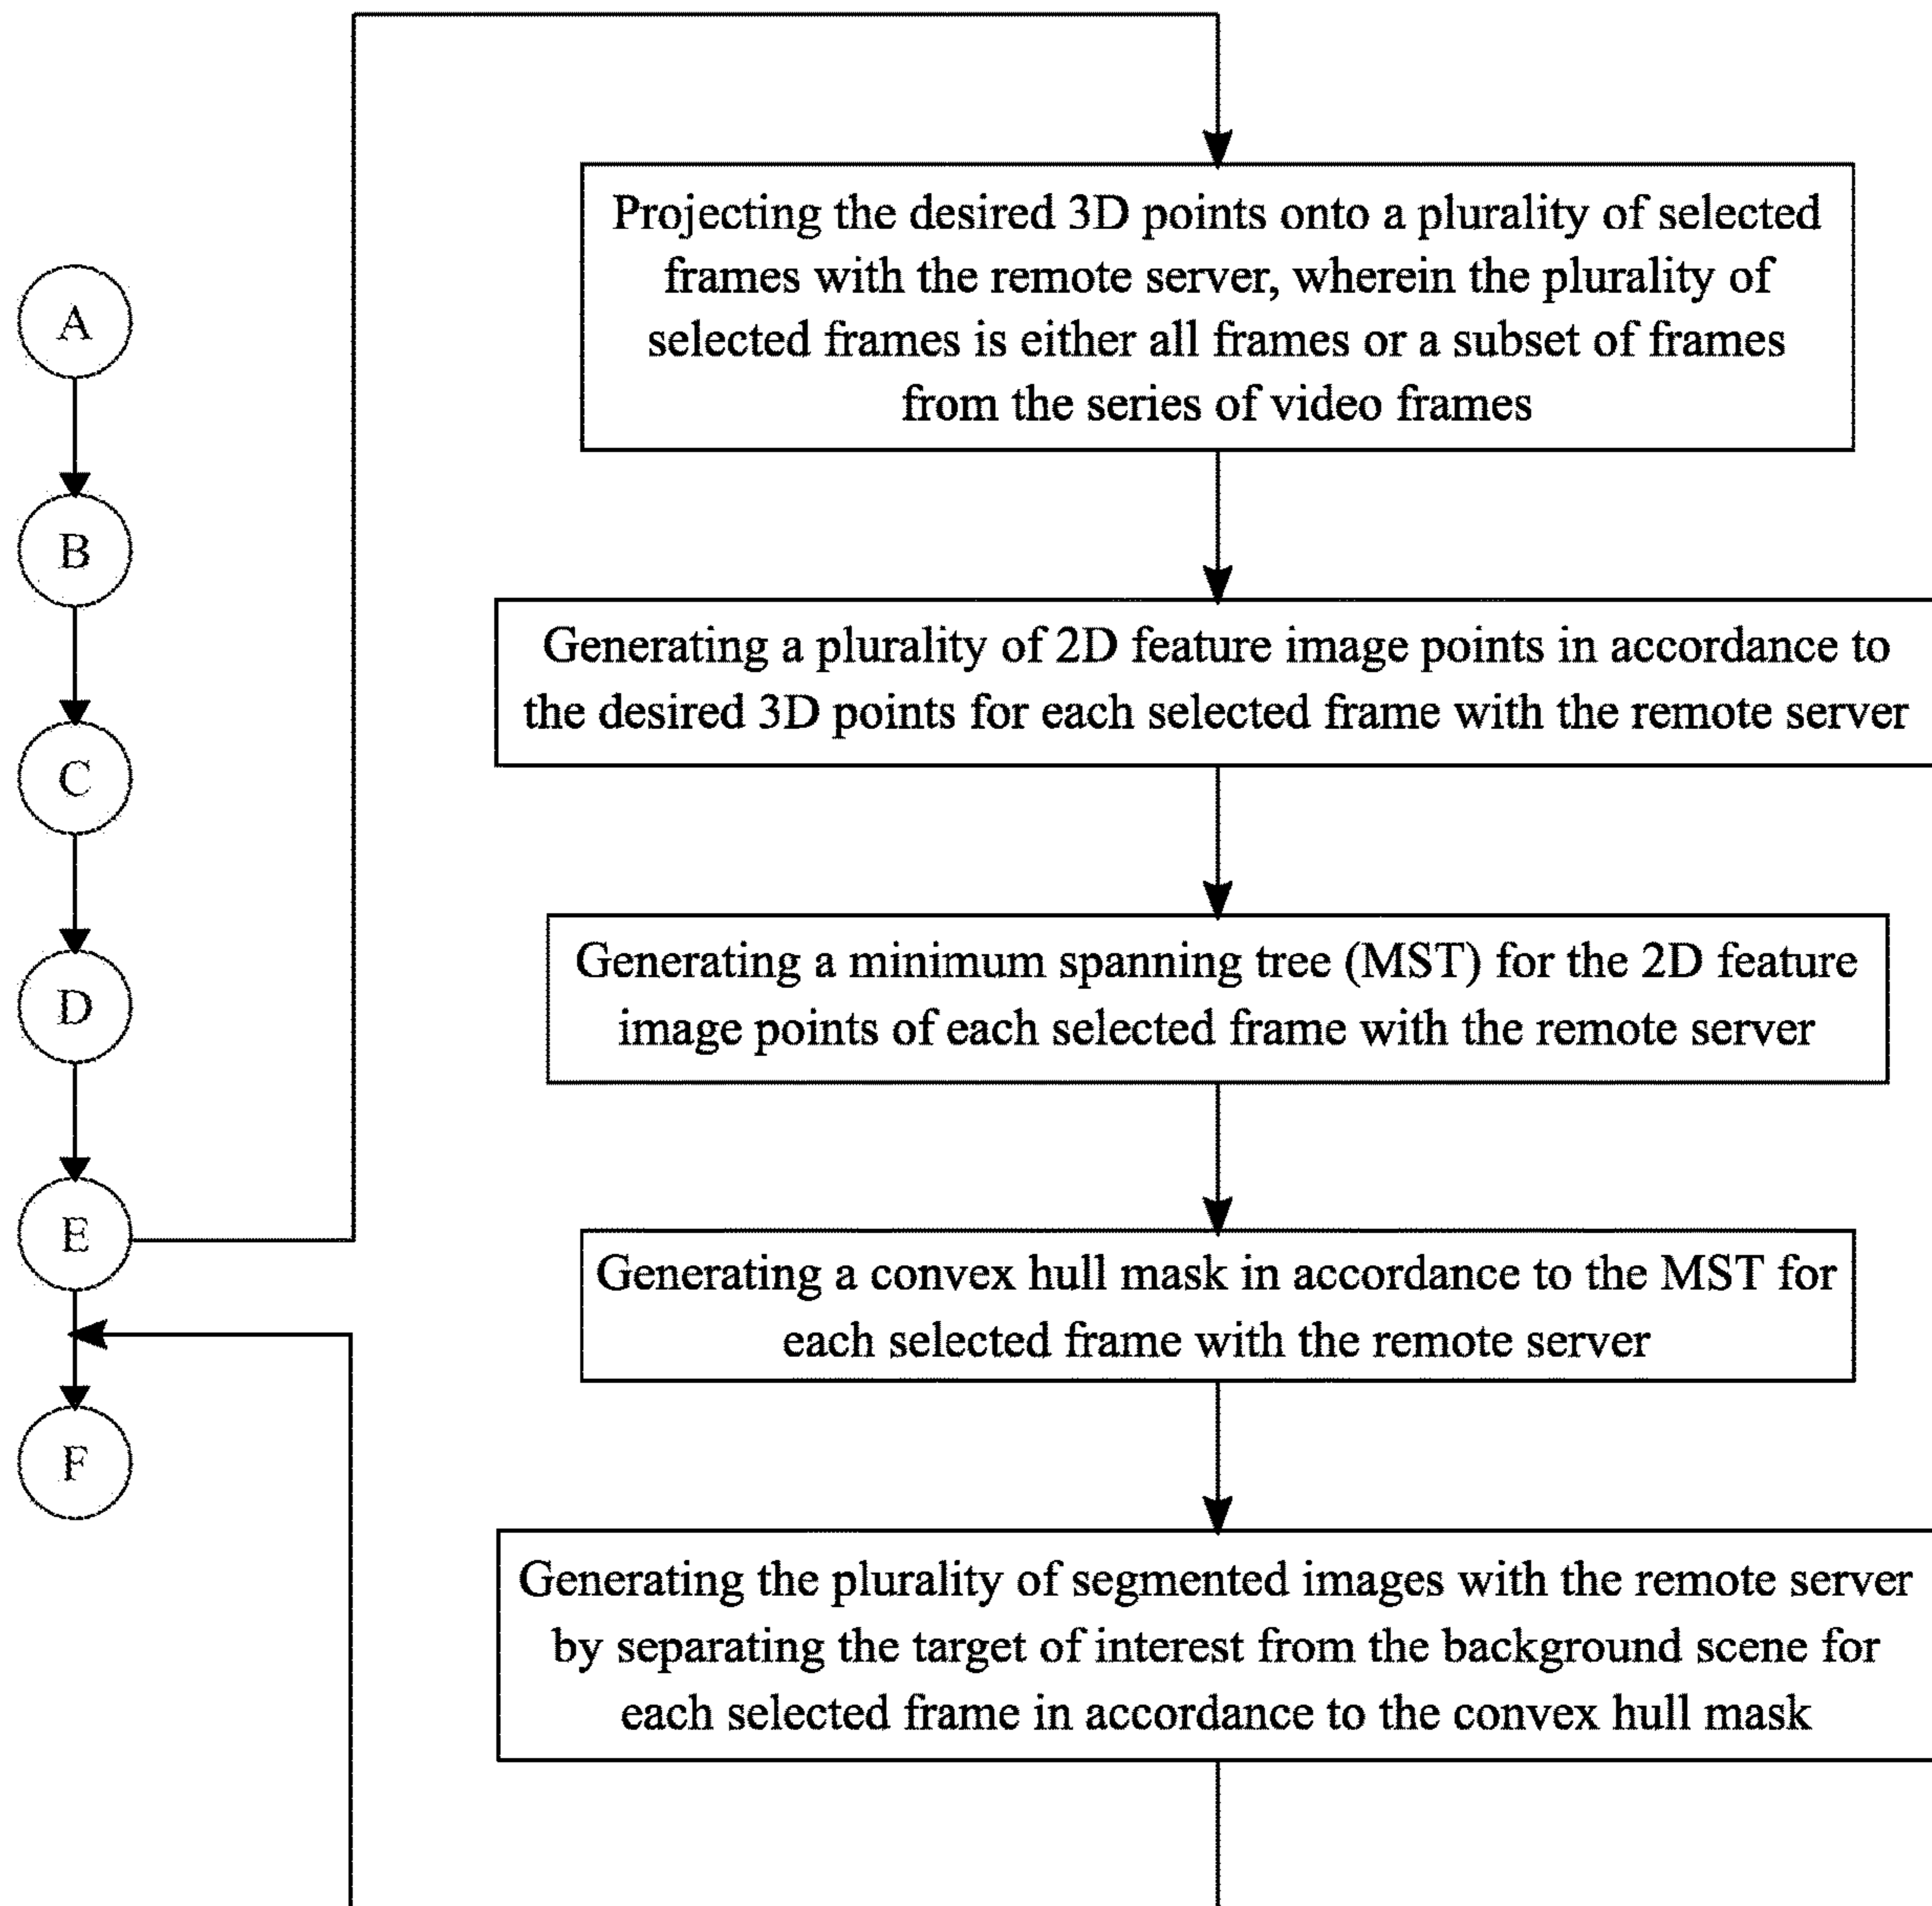 A
B
C
D
E
F
Projecting the desired 3D points onto a plurality of selected
frames with the remote server, wherein the plurality of
selected frames is either all frames or a subset of frames
from the series of video frames
Generating a plurality of 2D feature image points in accordance to
the desired 3D points for each selected frame with the remote server
Generating a minimum spanning tree (MST) for the 2D feature
image points of each selected frame with the remote server
Generating a convex hull mask in accordance to the MST for
each selected frame with the remote server
Generating the plurality of segmented images with the remote server
by separating the target of interest from the background scene for
each selected frame in accordance to the convex hull mask